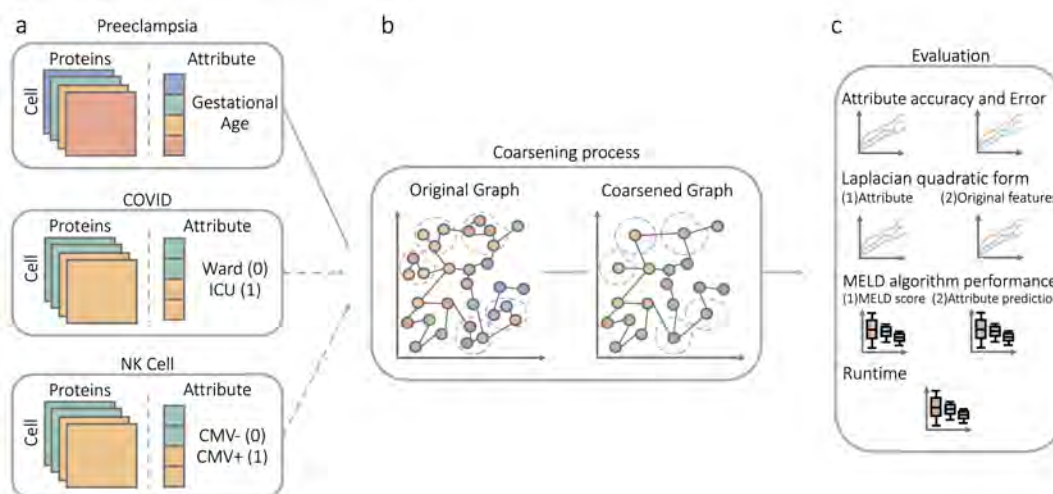 a
Preeclampsia
Proteins
Attribute
Cell
Gestational
Age
COVID
Proteins
Attribute
Cell
Ward (0)
ICU (1)
NK Cell
Proteins
Attribute
Cell
CMV- (0)
CMV+ (1)
b
Coarsening process
Original Graph
Coarsened Graph
c
Evaluation
Attribute accuracy and Error
Laplacian quadratic form
(1)Attribute
(2)Original features
MELD algorithm performance
(1)MELD score
(2)Attribute prediction
Runtime